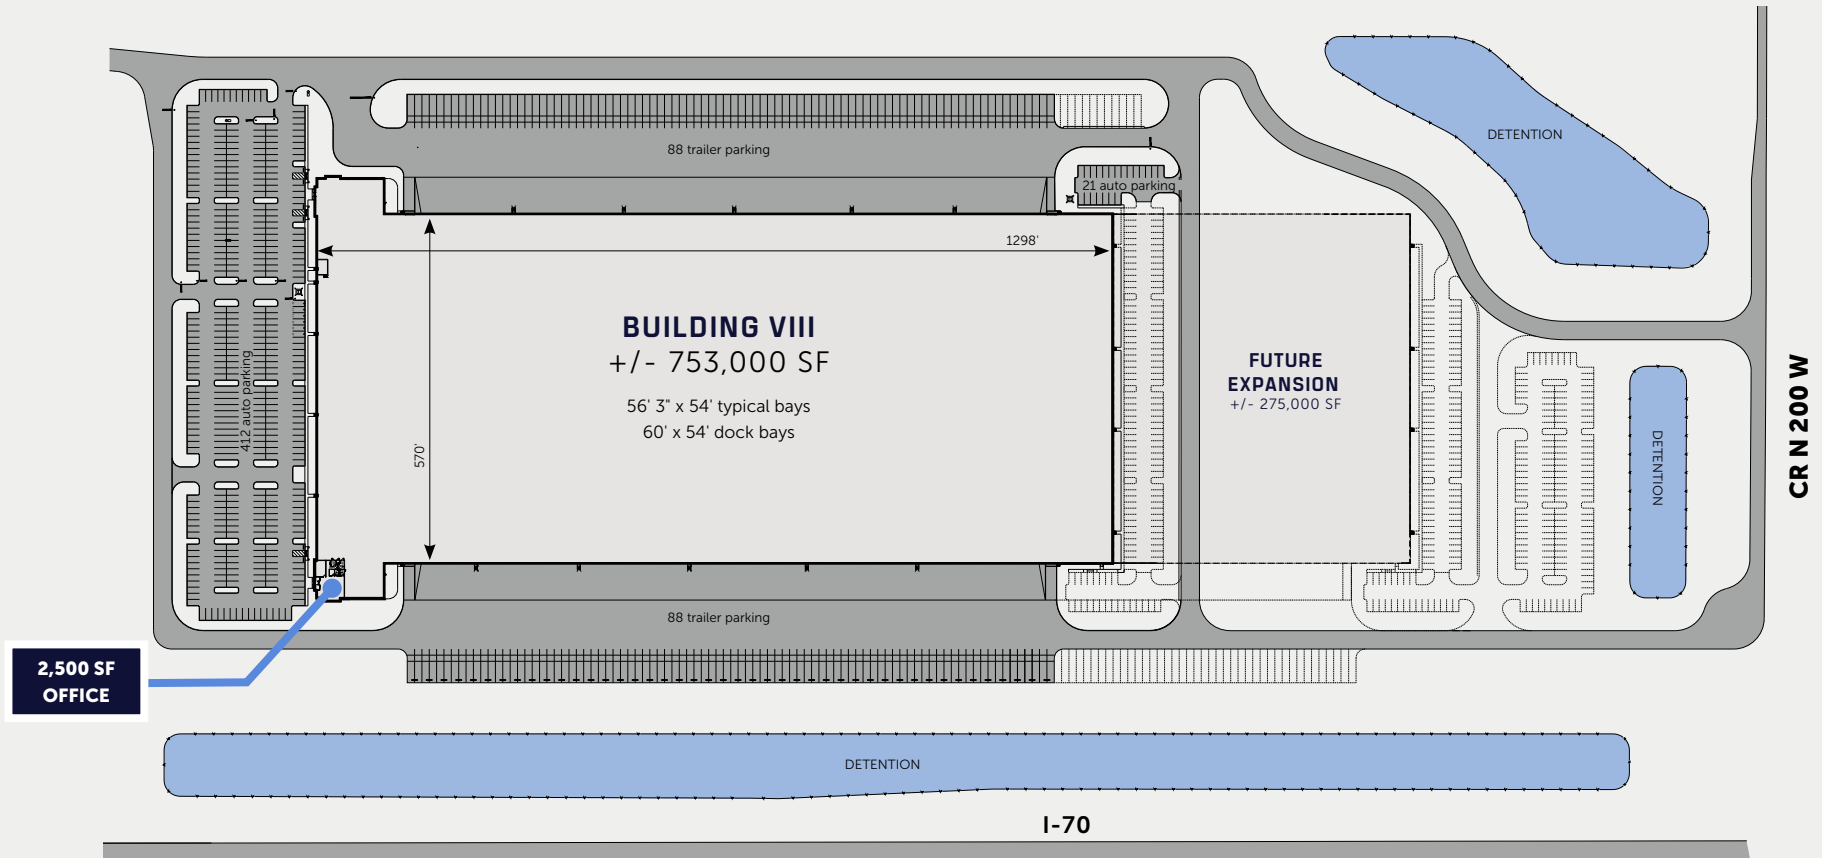 DETENTION
88 trailer parking
21 auto parking
1298'
BUILDING VIII
+/- 753,000 SF
56' 3" x 54' typical bays
60' x 54' dock bays
570'
412 auto parking
FUTURE
EXPANSION
+/- 275,000 SF
CR N 200 W
DETENTION
88 trailer parking
2,500 SF
OFFICE
DETENTION
I-70